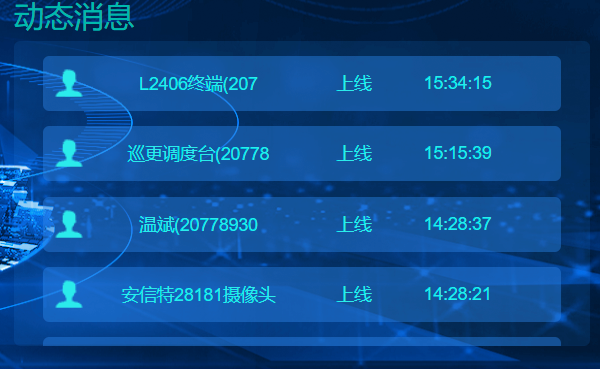 动态消息
L2406终端(207 上线 15:34:15
巡更调度台(20778 上线 15:15:39
温斌(20778930 上线 14:28:37
安信特28181摄像头 上线 14:28:21